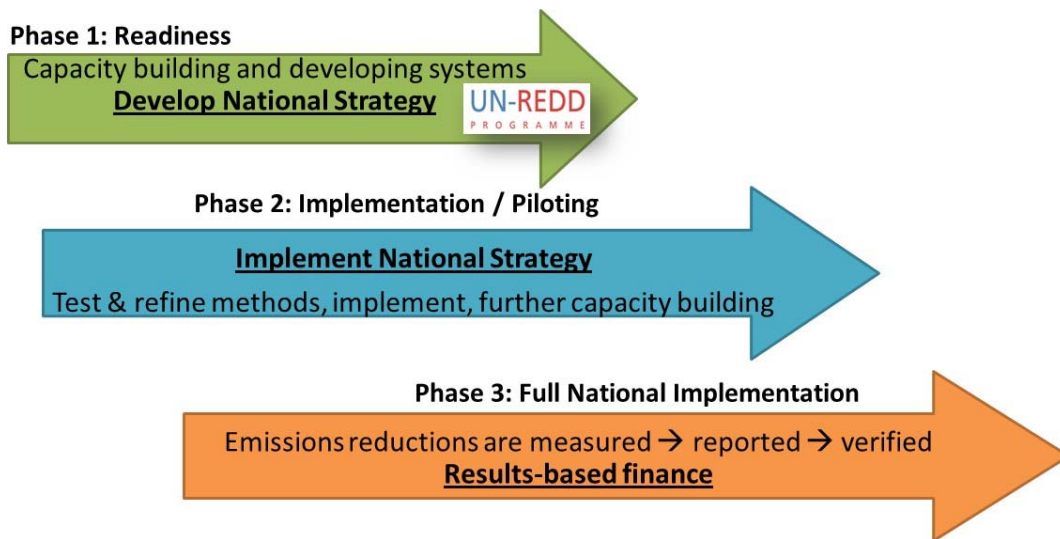 Phase 1: Readiness
Capacity building and developing systems
Develop National Strategy
UN-REDD
PROGRAMME
Phase 2: Implementation / Piloting
Implement National Strategy
Test & refine methods, implement, further capacity building
Phase 3: Full National Implementation
Emissions reductions are measured → reported → verified
Results-based finance